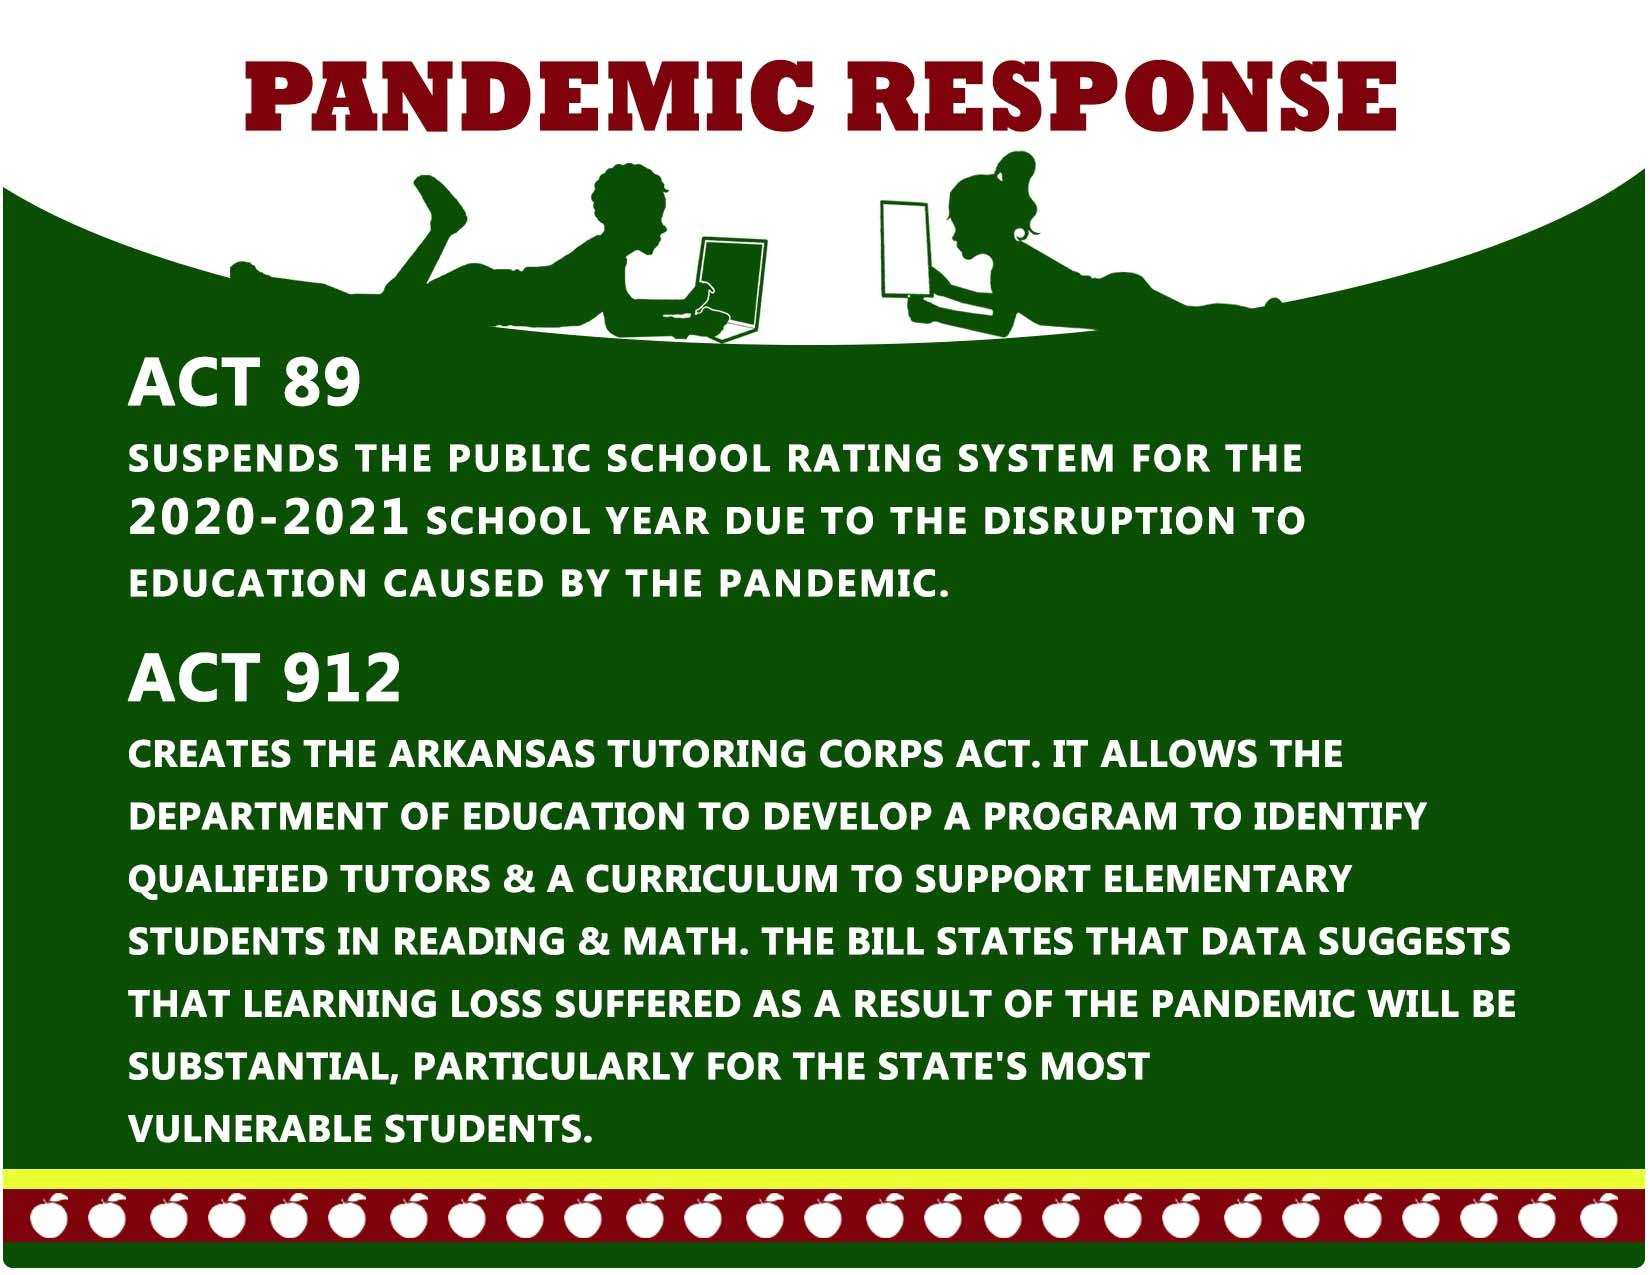 PANDEMIC RESPONSE
ACT 89
SUSPENDS THE PUBLIC SCHOOL RATING SYSTEM FOR THE
2020-2021 SCHOOL YEAR DUE TO THE DISRUPTION TO
EDUCATION CAUSED BY THE PANDEMIC.
ACT 912
CREATES THE ARKANSAS TUTORING CORPS ACT. IT ALLOWS THE
DEPARTMENT OF EDUCATION TO DEVELOP A PROGRAM TO IDENTIFY
QUALIFIED TUTORS & A CURRICULUM TO SUPPORT ELEMENTARY
STUDENTS IN READING & MATH. THE BILL STATES THAT DATA SUGGESTS
THAT LEARNING LOSS SUFFERED AS A RESULT OF THE PANDEMIC WILL BE
SUBSTANTIAL, PARTICULARLY FOR THE STATE'S MOST
VULNERABLE STUDENTS.